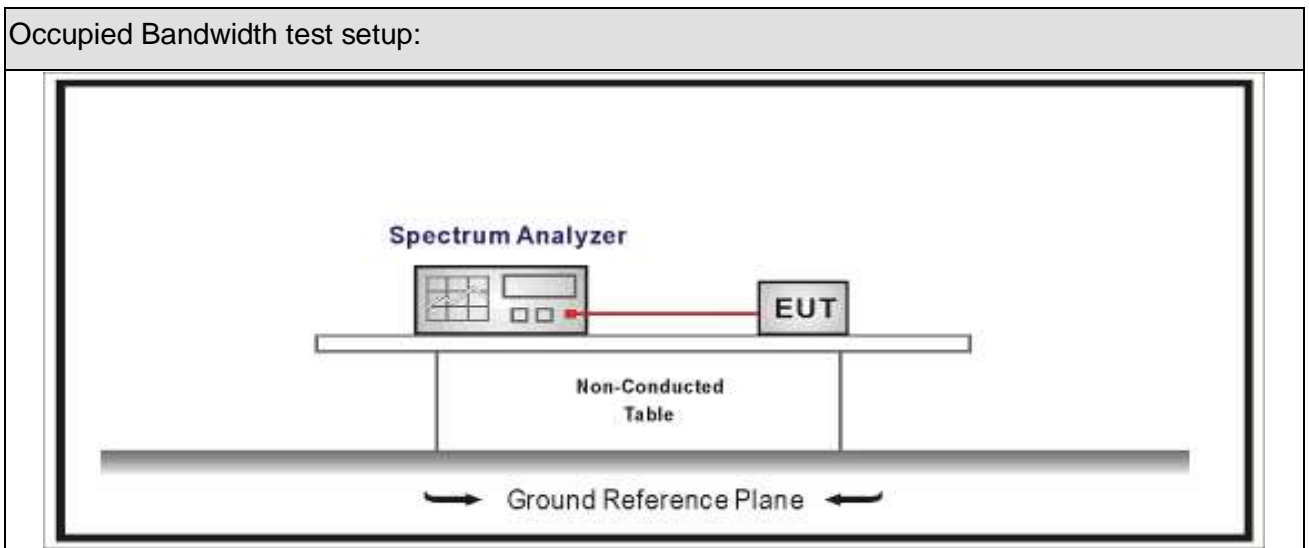 Occupied Bandwidth test setup:
Spectrum Analyzer
EUT
Non-Conducted
Table
Ground Reference Plane